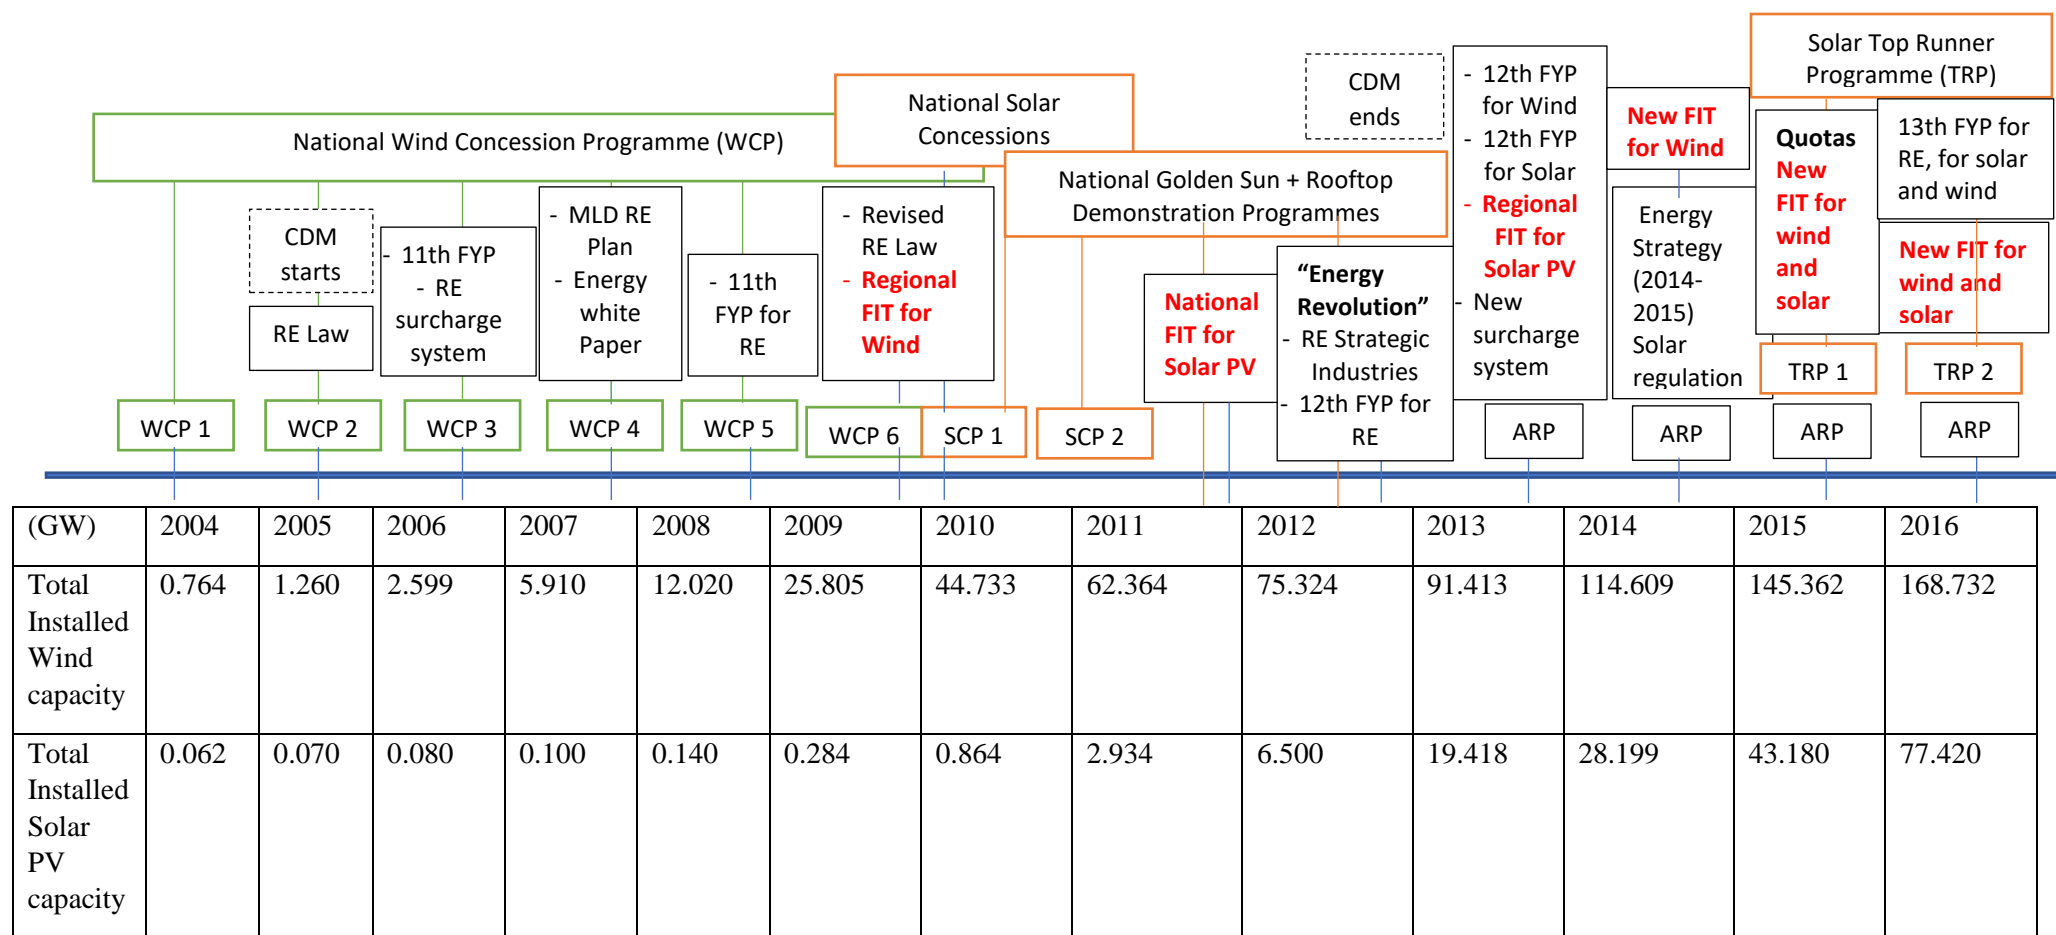 Solar Top Runner
Programme (TRP)
CDM
ends
- 12th FYP
for Wind
- 12th FYP
for Solar
- Regional
FIT for
Solar PV
- New
surcharge
system
National Solar
Concessions
New FIT
for Wind
National Wind Concession Programme (WCP)
Quotas
New
FIT for
wind
and
solar
13th FYP for
RE, for solar
and wind
National Golden Sun + Rooftop
Demonstration Programmes
CDM
starts
RE Law
- 11th FYP
- RE
surcharge
system
- MLD RE
Plan
- Energy
white
Paper
- 11th
FYP for
RE
- Revised
RE Law
- Regional
FIT for
Wind
National
FIT for
Solar PV
“Energy
Revolution”
- RE Strategic
Industries
- 12th FYP for
RE
Energy
Strategy
(2014-
2015)
Solar
regulation
New FIT for
wind and
solar
TRP 1
TRP 2
WCP 1
WCP 2
WCP 3
WCP 4
WCP 5
WCP 6
SCP 1
SCP 2
ARP
ARP
ARP
ARP
(GW) 2004 2005 2006 2007 2008 2009 2010 2011 2012 2013 2014 2015 2016
Total 0.764 1.260 2.599 5.910 12.020 25.805 44.733 62.364 75.324 91.413 114.609 145.362 168.732
Installed
Wind
capacity
Total 0.062 0.070 0.080 0.100 0.140 0.284 0.864 2.934 6.500 19.418 28.199 43.180 77.420
Installed
Solar
PV
capacity